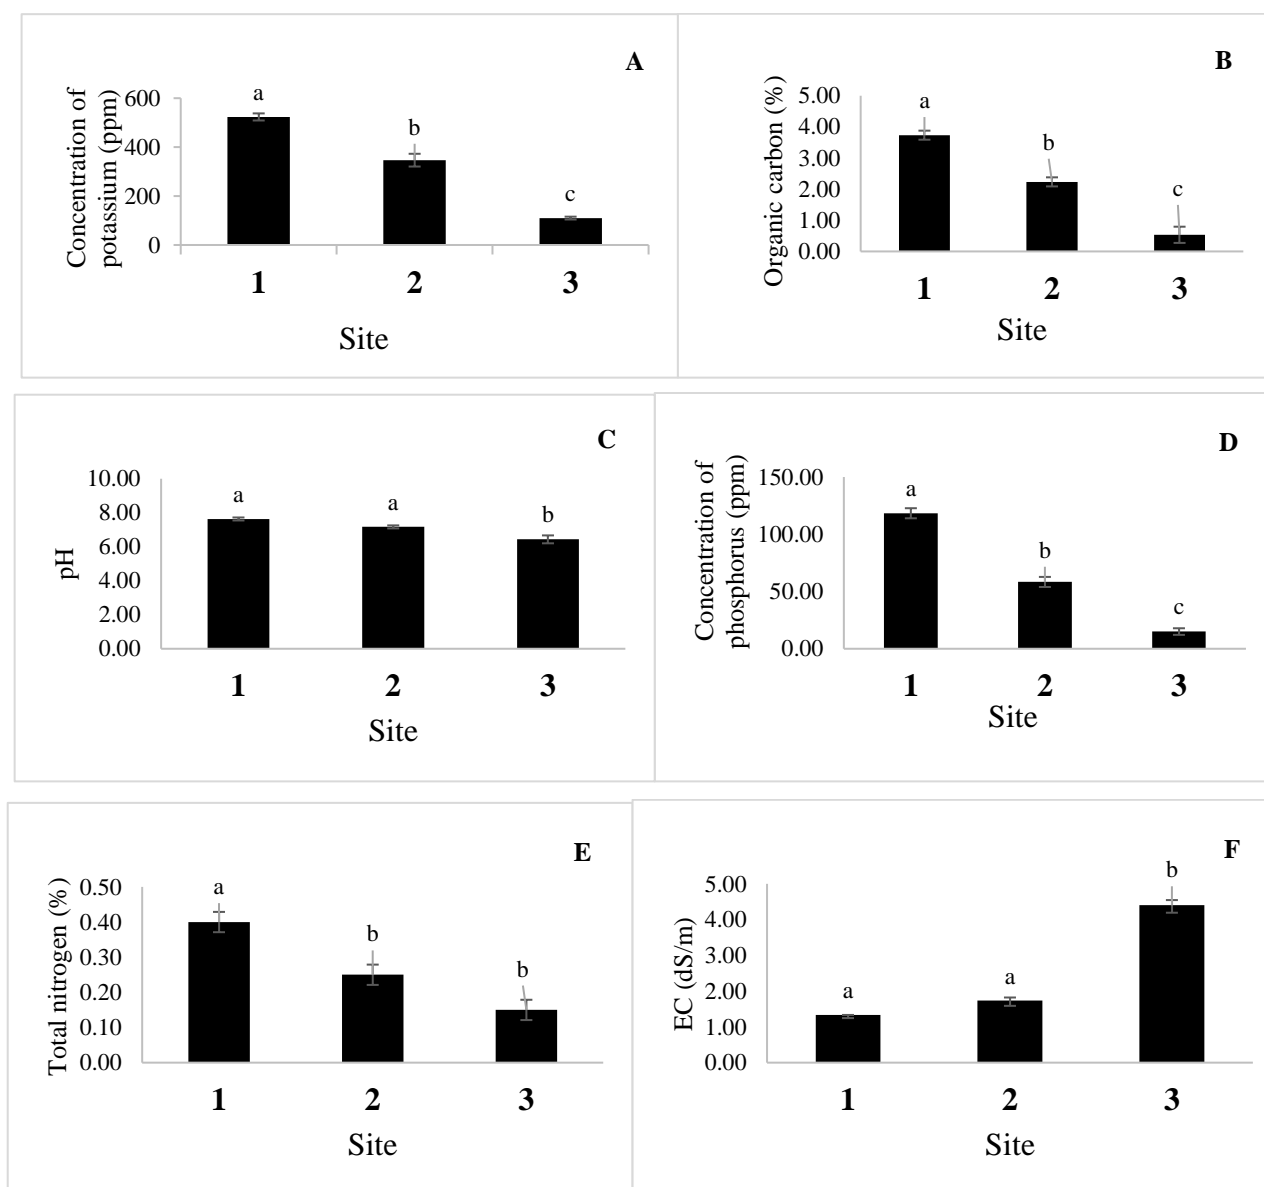 A
Concentration of
potassium (ppm)
600
400
200
0
a
b
c
1 2 3
Site
B
Organic carbon (%)
5.00
4.00
3.00
2.00
1.00
0.00
a
b
c
1 2 3
Site
C
pH
10.00
8.00
6.00
4.00
2.00
0.00
a
a
b
1 2 3
Site
D
Concentration of
phosphorus (ppm)
150.00
100.00
50.00
0.00
a
b
c
1 2 3
Site
E
Total nitrogen (%)
0.50
0.40
0.30
0.20
0.10
0.00
a
b
b
1 2 3
Site
F
EC (dS/m)
5.00
4.00
3.00
2.00
1.00
0.00
a
a
b
1 2 3
Site